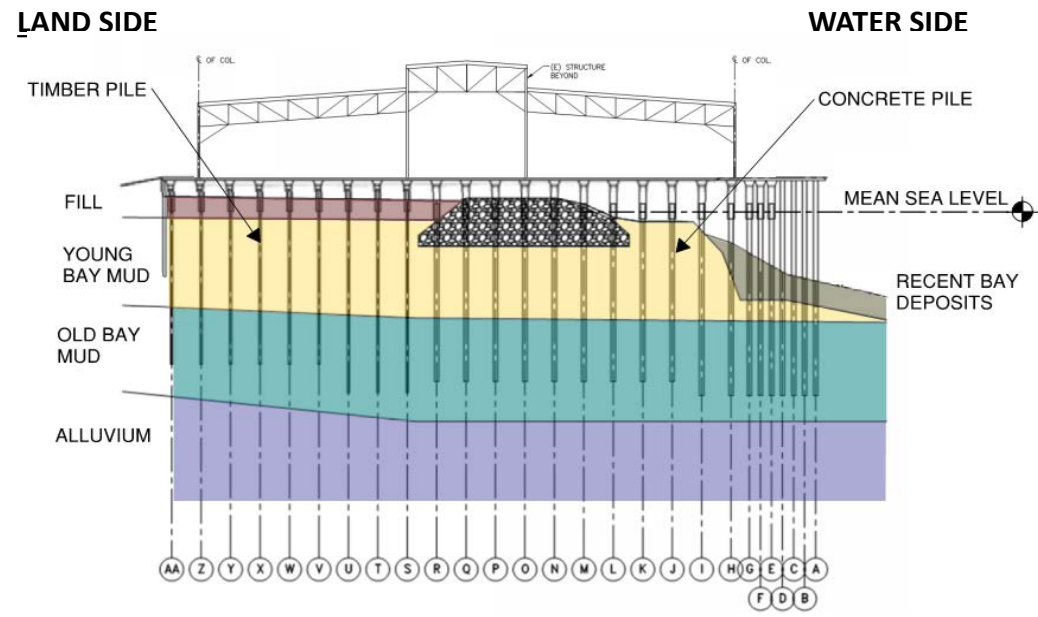 LAND SIDE
WATER SIDE
℄ OF COL.
(E) STRUCTURE
BEYOND
℄ OF COL.
TIMBER PILE
CONCRETE PILE
FILL
MEAN SEA LEVEL
YOUNG
BAY MUD
RECENT BAY
DEPOSITS
OLD BAY
MUD
ALLUVIUM
AA Z Y X W V U T S R Q P O N M L K J I H G E C A
F D B